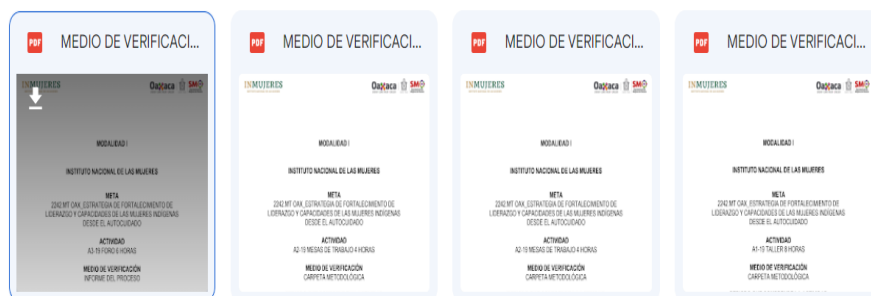 PDF MEDIO DE VERIFICACI...
INMUJERES
Oaxaca
MODALIDAD I
INSTITUTO NACIONAL DE LAS MUJERES
META
2242 MT OAX_ESTRATEGIA DE FORTALECIMIENTO DE
LIDERAZGO Y CAPACIDADES DE LAS MUJERES INDÍGENAS
DESDE EL AUTOCUIDADO
ACTIVIDAD
A3-19 FORO 6 HORAS
MEDIO DE VERIFICACIÓN
INFORME DEL PROCESO
PDF MEDIO DE VERIFICACI...
INMUJERES
Oaxaca
MODALIDAD I
INSTITUTO NACIONAL DE LAS MUJERES
META
2242 MT OAX_ESTRATEGIA DE FORTALECIMIENTO DE
LIDERAZGO Y CAPACIDADES DE LAS MUJERES INDÍGENAS
DESDE EL AUTOCUIDADO
ACTIVIDAD
A2-19 MESAS DE TRABAJO 4 HORAS
MEDIO DE VERIFICACIÓN
CARPETA METODOLÓGICA
PDF MEDIO DE VERIFICACI...
INMUJERES
Oaxaca
MODALIDAD I
INSTITUTO NACIONAL DE LAS MUJERES
META
2242 MT OAX_ESTRATEGIA DE FORTALECIMIENTO DE
LIDERAZGO Y CAPACIDADES DE LAS MUJERES INDÍGENAS
DESDE EL AUTOCUIDADO
ACTIVIDAD
A2-19 MESAS DE TRABAJO 4 HORAS
MEDIO DE VERIFICACIÓN
CARPETA METODOLÓGICA
PDF MEDIO DE VERIFICACI...
INMUJERES
Oaxaca
MODALIDAD I
INSTITUTO NACIONAL DE LAS MUJERES
META
2242 MT OAX_ESTRATEGIA DE FORTALECIMIENTO DE
LIDERAZGO Y CAPACIDADES DE LAS MUJERES INDÍGENAS
DESDE EL AUTOCUIDADO
ACTIVIDAD
A1-19 TALLER 8 HORAS
MEDIO DE VERIFICACIÓN
CARPETA METODOLÓGICA